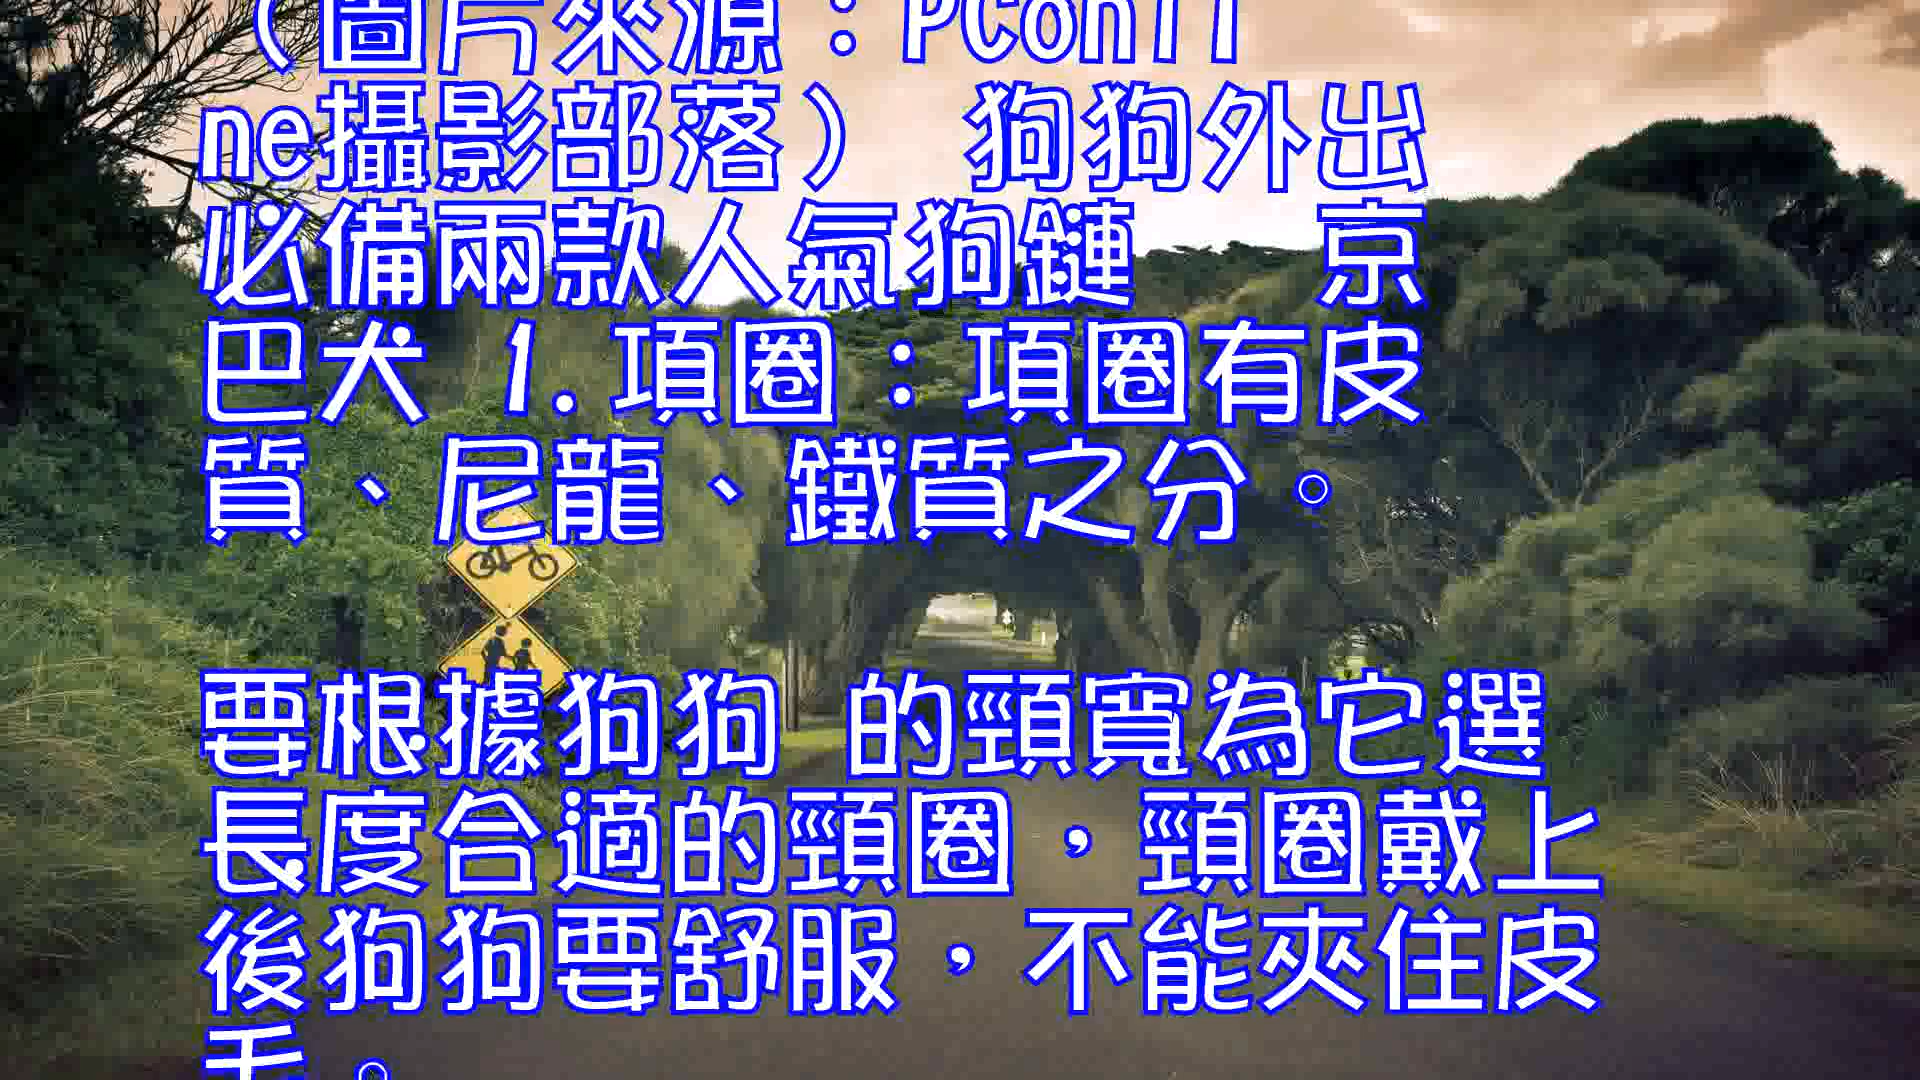 （圖片來源：PConli
ne攝影部落） 狗狗外出
必備兩款人氣狗鏈 京
巴犬 1.項圈：項圈有皮
質、尼龍、鐵質之分。
要根據狗狗 的頸寬為它選
長度合適的頸圈，頸圈戴上
後狗狗要舒服，不能夾住皮
毛。